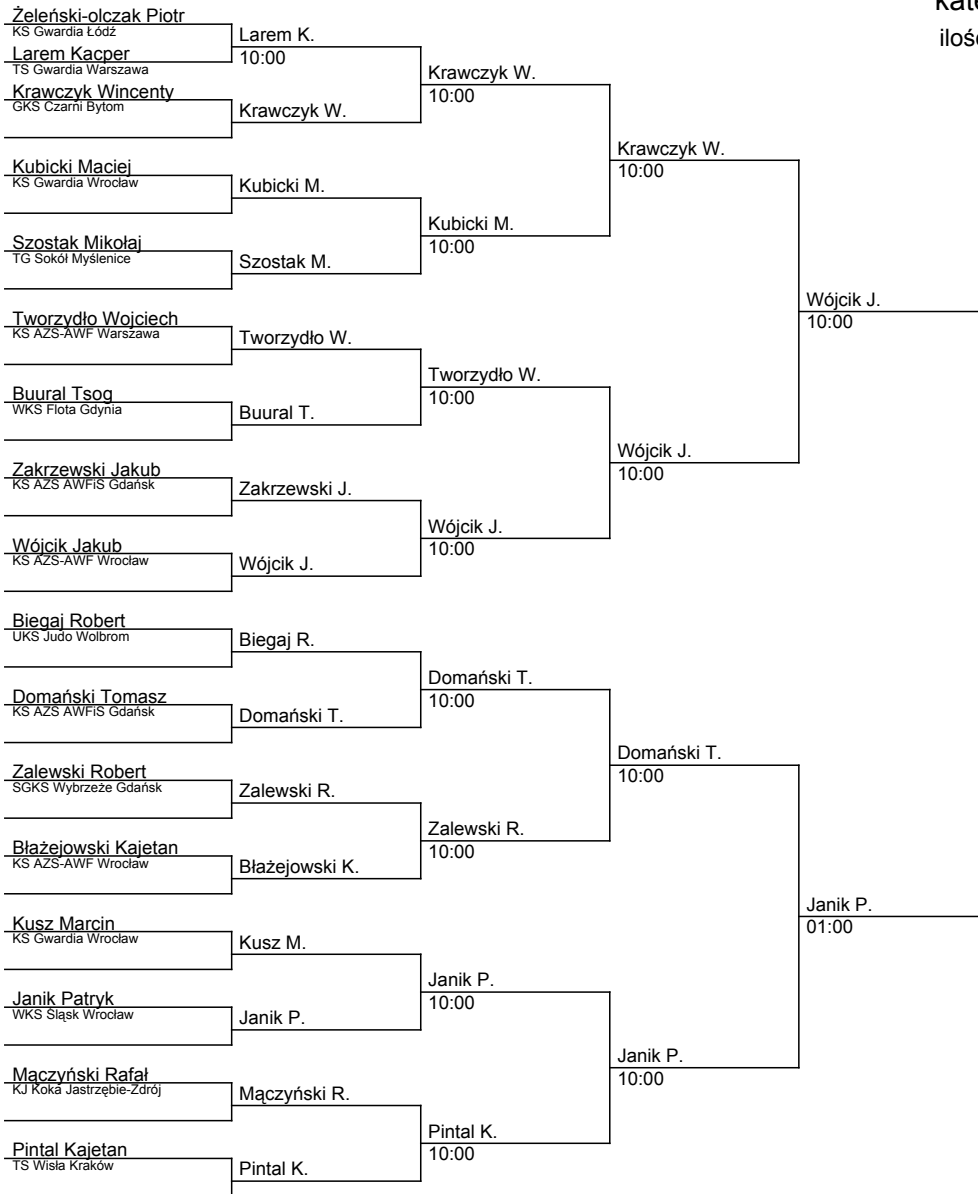 kate
ilość
Żeleński-olczak Piotr
KS Gwardia Łódź
Larem K.
10:00
Larem Kacper
TS Gwardia Warszawa
Krawczyk W.
10:00
Krawczyk Wincenty
GKS Czarni Bytom
Krawczyk W.
Krawczyk W.
10:00
Kubicki Maciej
KS Gwardia Wrocław
Kubicki M.
Kubicki M.
10:00
Szostak Mikołaj
TG Sokół Myślenice
Szostak M.
Wójcik J.
10:00
Tworzydło Wojciech
KS AZS-AWF Warszawa
Tworzydło W.
Tworzydło W.
10:00
Buural Tsog
WKS Flota Gdynia
Buural T.
Wójcik J.
10:00
Zakrzewski Jakub
KS AZS AWFiS Gdańsk
Zakrzewski J.
Wójcik J.
10:00
Wójcik Jakub
KS AZS-AWF Wrocław
Wójcik J.
Biegaj Robert
UKS Judo Wolbrom
Biegaj R.
Domański T.
10:00
Domański Tomasz
KS AZS AWFiS Gdańsk
Domański T.
Domański T.
10:00
Zalewski Robert
SGKS Wybrzeże Gdańsk
Zalewski R.
Zalewski R.
10:00
Błażejowski Kajetan
KS AZS-AWF Wrocław
Błażejowski K.
Janik P.
01:00
Kusz Marcin
KS Gwardia Wrocław
Kusz M.
Janik P.
10:00
Janik Patryk
WKS Śląsk Wrocław
Janik P.
Janik P.
10:00
Mączyński Rafał
KJ Koka Jastrzębie-Zdrój
Mączyński R.
Pintal K.
10:00
Pintal Kajetan
TS Wisła Kraków
Pintal K.